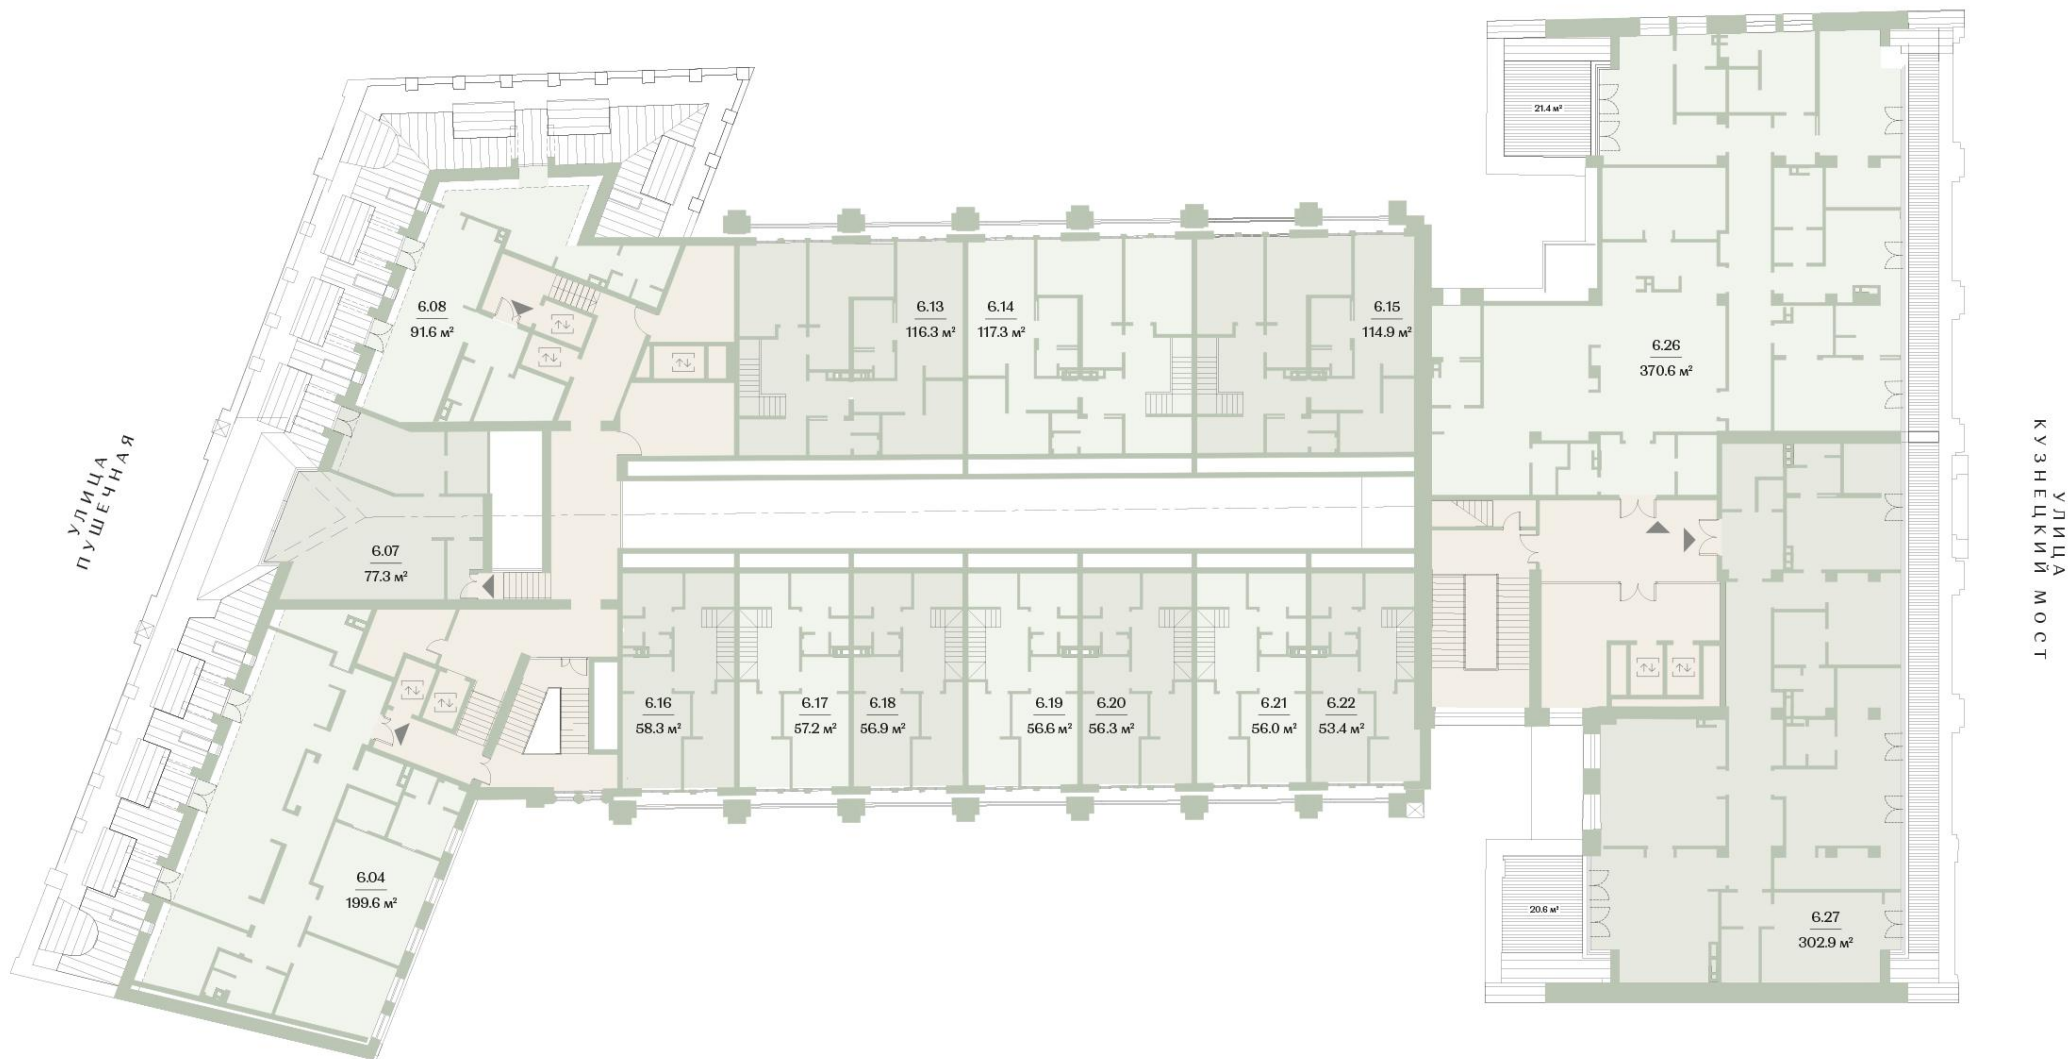 21.4 м²
6.08
91.6 м²
6.13
116.3 м²
6.14
117.3 м²
6.15
114.9 м²
6.26
370.6 м²
УЛИЦА
ПУШЕЧНАЯ
УЛИЦА
КУЗНЕЦКИЙ МОСТ
6.07
77.3 м²
6.16
58.3 м²
6.17
57.2 м²
6.18
56.9 м²
6.19
56.6 м²
6.20
56.3 м²
6.21
56.0 м²
6.22
53.4 м²
6.04
199.6 м²
20.6 м²
6.27
302.9 м²